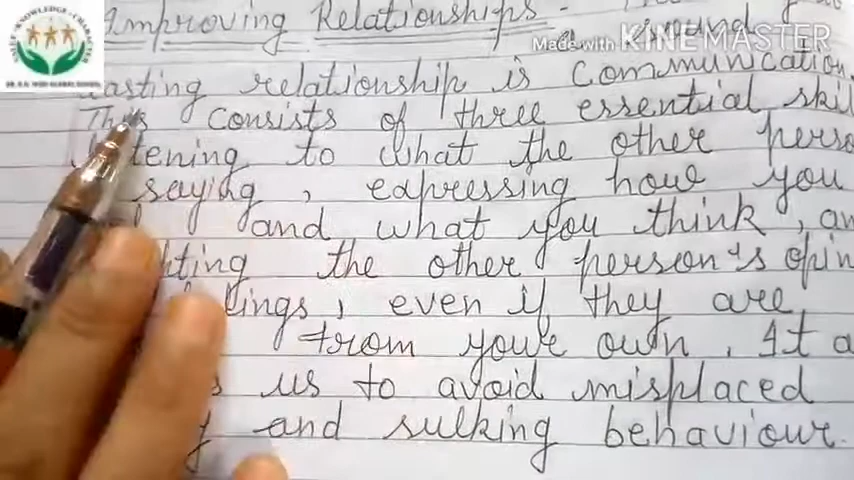 Improving Relationships -
a sound
Made with KINEMASTER
Lasting relationship is communication.
This consists of three essential skil
listening to what the other perso
saying, expressing how you
and what you think, an
the other person's opin
even if they are
from your own. It a
us to avoid misplaced
and sulking behaviour.